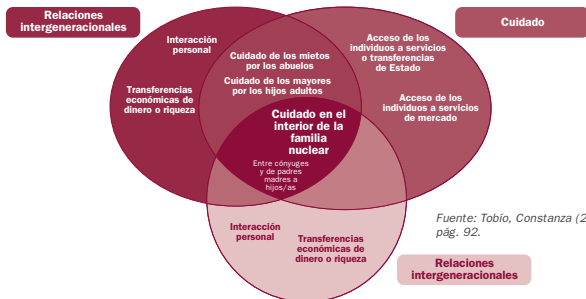 Relaciones
intergeneracionales
Cuidado
Interacción
personal
Transferencias
económicas de
dinero o riqueza
Cuidado de los mietos
por los abuelos
Cuidado de los mayores
por los hijos adultos
Cuidado en el
interior de la
familia
nuclear
Entre cónyuges
y de padres
madres a
hijos/as
Acceso de los
individuos a servicios
o transferencias
de Estado
Acceso de los
individuos a servicios
de mercado
Interacción
personal
Transferencias
económicas de
dinero o riqueza
Fuente: Tobío, Constanza (2
pág. 92.
Relaciones
intergeneracionales